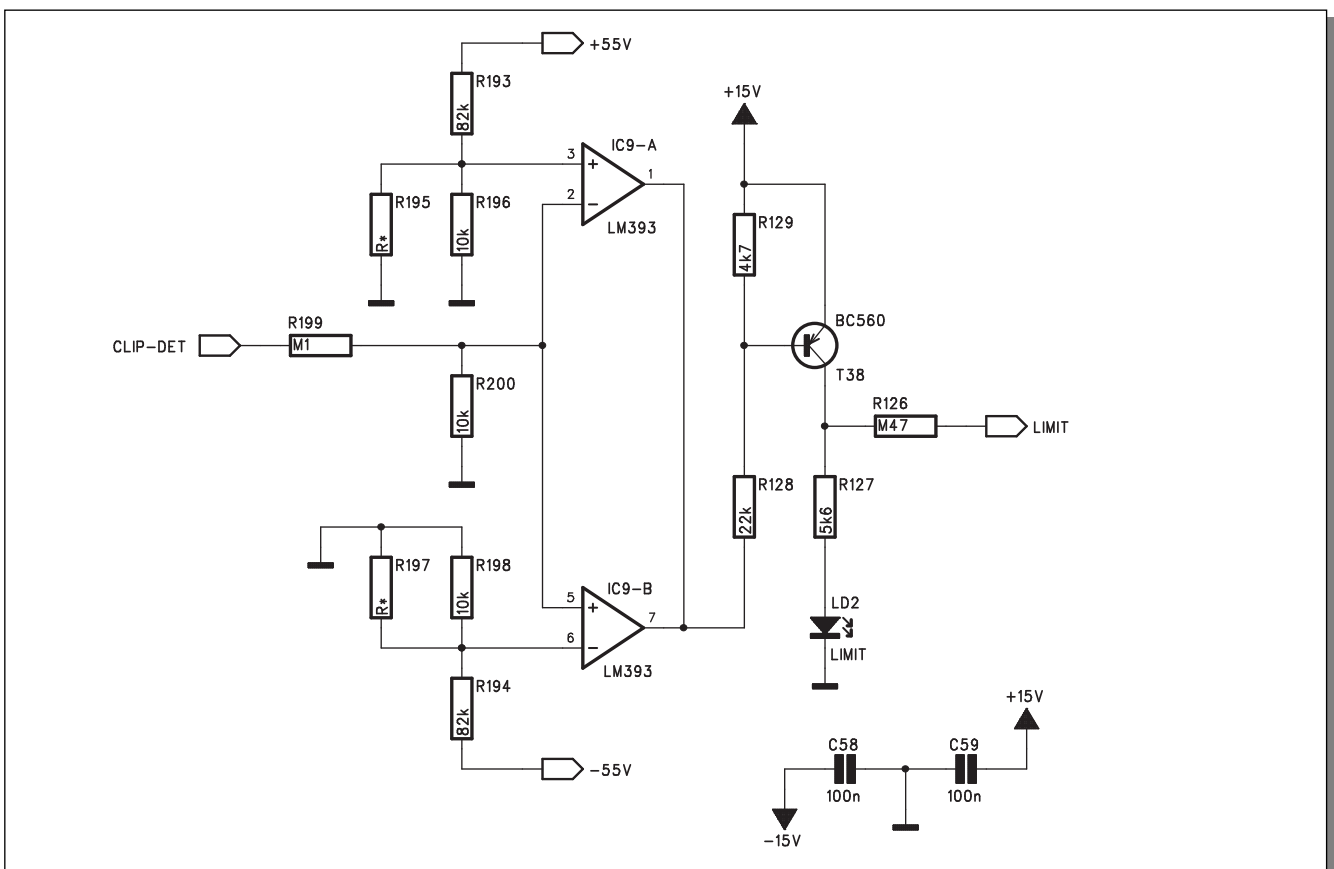 +55V
R193
82k
+15V
IC9-A
3
+
1
2
−
LM393
R195
R*
R196
10k
R129
4k7
BC560
T38
R199
M1
CLIP-DET
R200
10k
R126
M47
LIMIT
R128
22k
R127
5k6
R197
R*
R198
10k
IC9-B
5
+
7
6
−
LM393
LD2
LIMIT
R194
82k
-55V
+15V
C58
100n
C59
100n
-15V